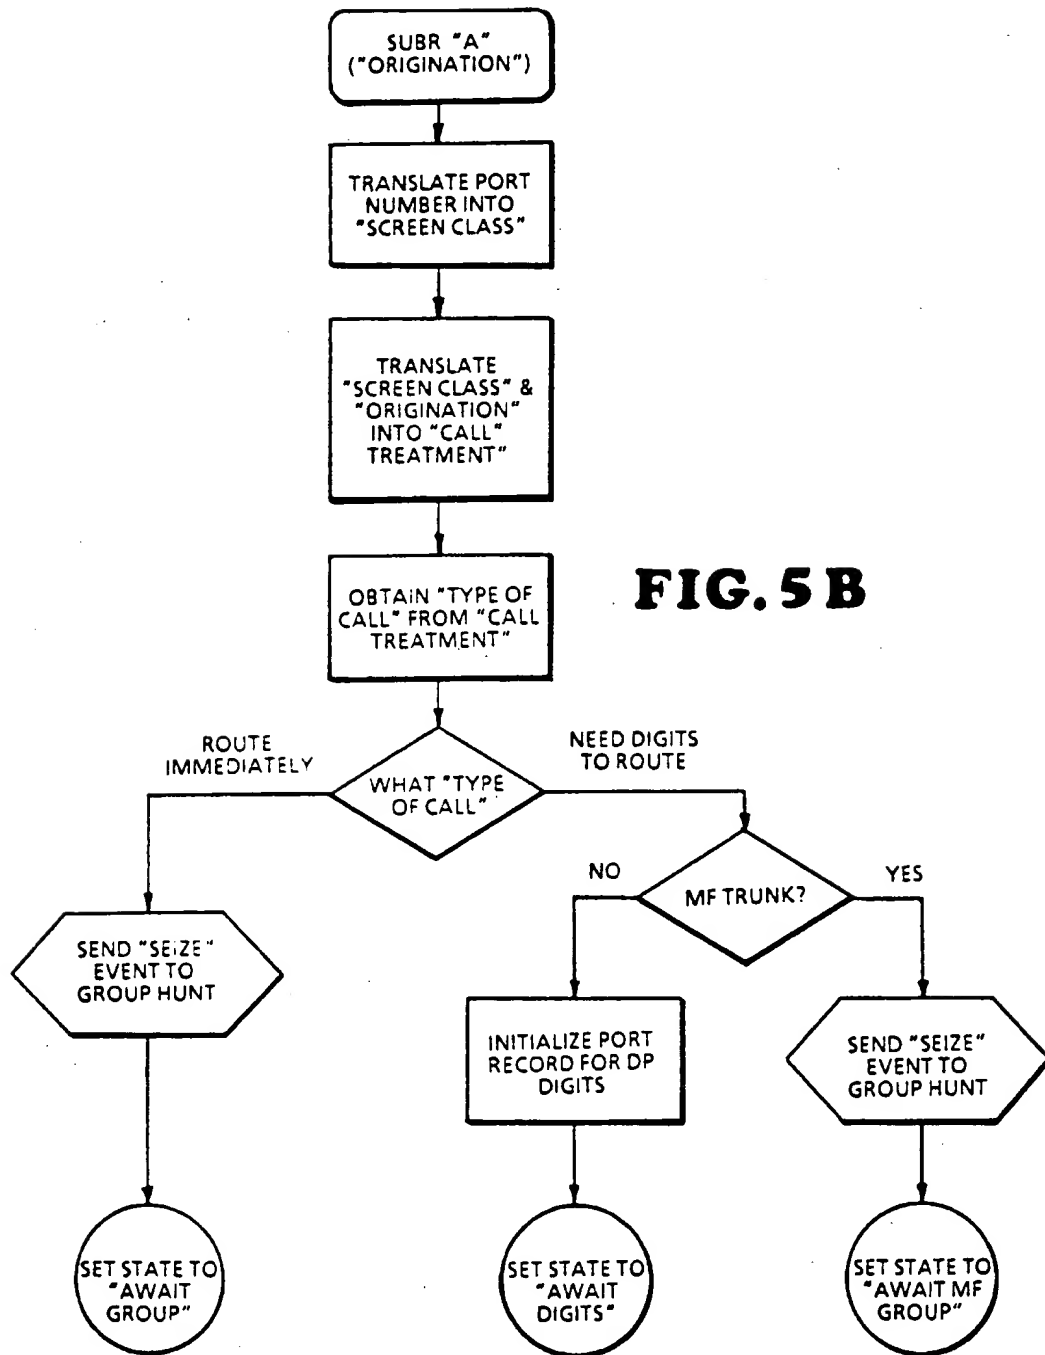 SUBR "A"
("ORIGINATION")
TRANSLATE PORT
NUMBER INTO
"SCREEN CLASS"
TRANSLATE
"SCREEN CLASS" &
"ORIGINATION"
INTO "CALL"
TREATMENT"
OBTAIN "TYPE OF
CALL" FROM "CALL
TREATMENT"
FIG. 5B
WHAT "TYPE
OF CALL"
ROUTE
IMMEDIATELY
NEED DIGITS
TO ROUTE
MF TRUNK?
NO
YES
SEND "SEIZE"
EVENT TO
GROUP HUNT
INITIALIZE PORT
RECORD FOR DP
DIGITS
SEND "SEIZE"
EVENT TO
GROUP HUNT
SET STATE TO
"AWAIT
GROUP"
SET STATE TO
"AWAIT
DIGITS"
SET STATE TO
"AWAIT MF
GROUP"